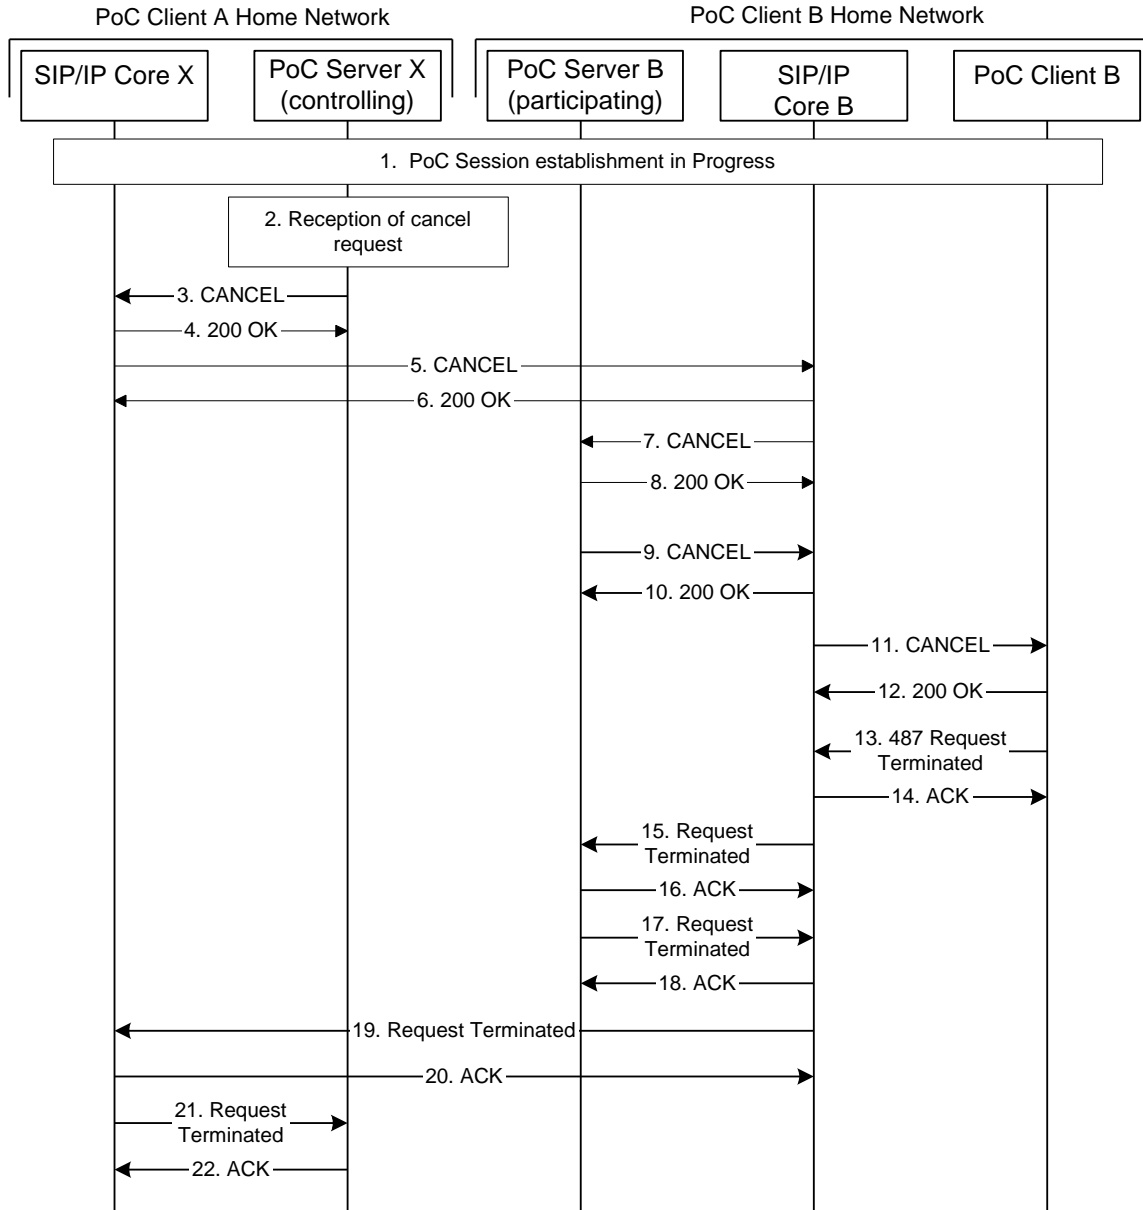 PoC Client A Home Network
PoC Client B Home Network
SIP/IP Core X
PoC Server X
(controlling)
PoC Server B
(participating)
SIP/IP
Core B
PoC Client B
1. PoC Session establishment in Progress
2. Reception of cancel
request
3. CANCEL
4. 200 OK
5. CANCEL
6. 200 OK
7. CANCEL
8. 200 OK
9. CANCEL
10. 200 OK
11. CANCEL
12. 200 OK
13. 487 Request
Terminated
14. ACK
15. Request
Terminated
16. ACK
17. Request
Terminated
18. ACK
19. Request Terminated
20. ACK
21. Request
Terminated
22. ACK